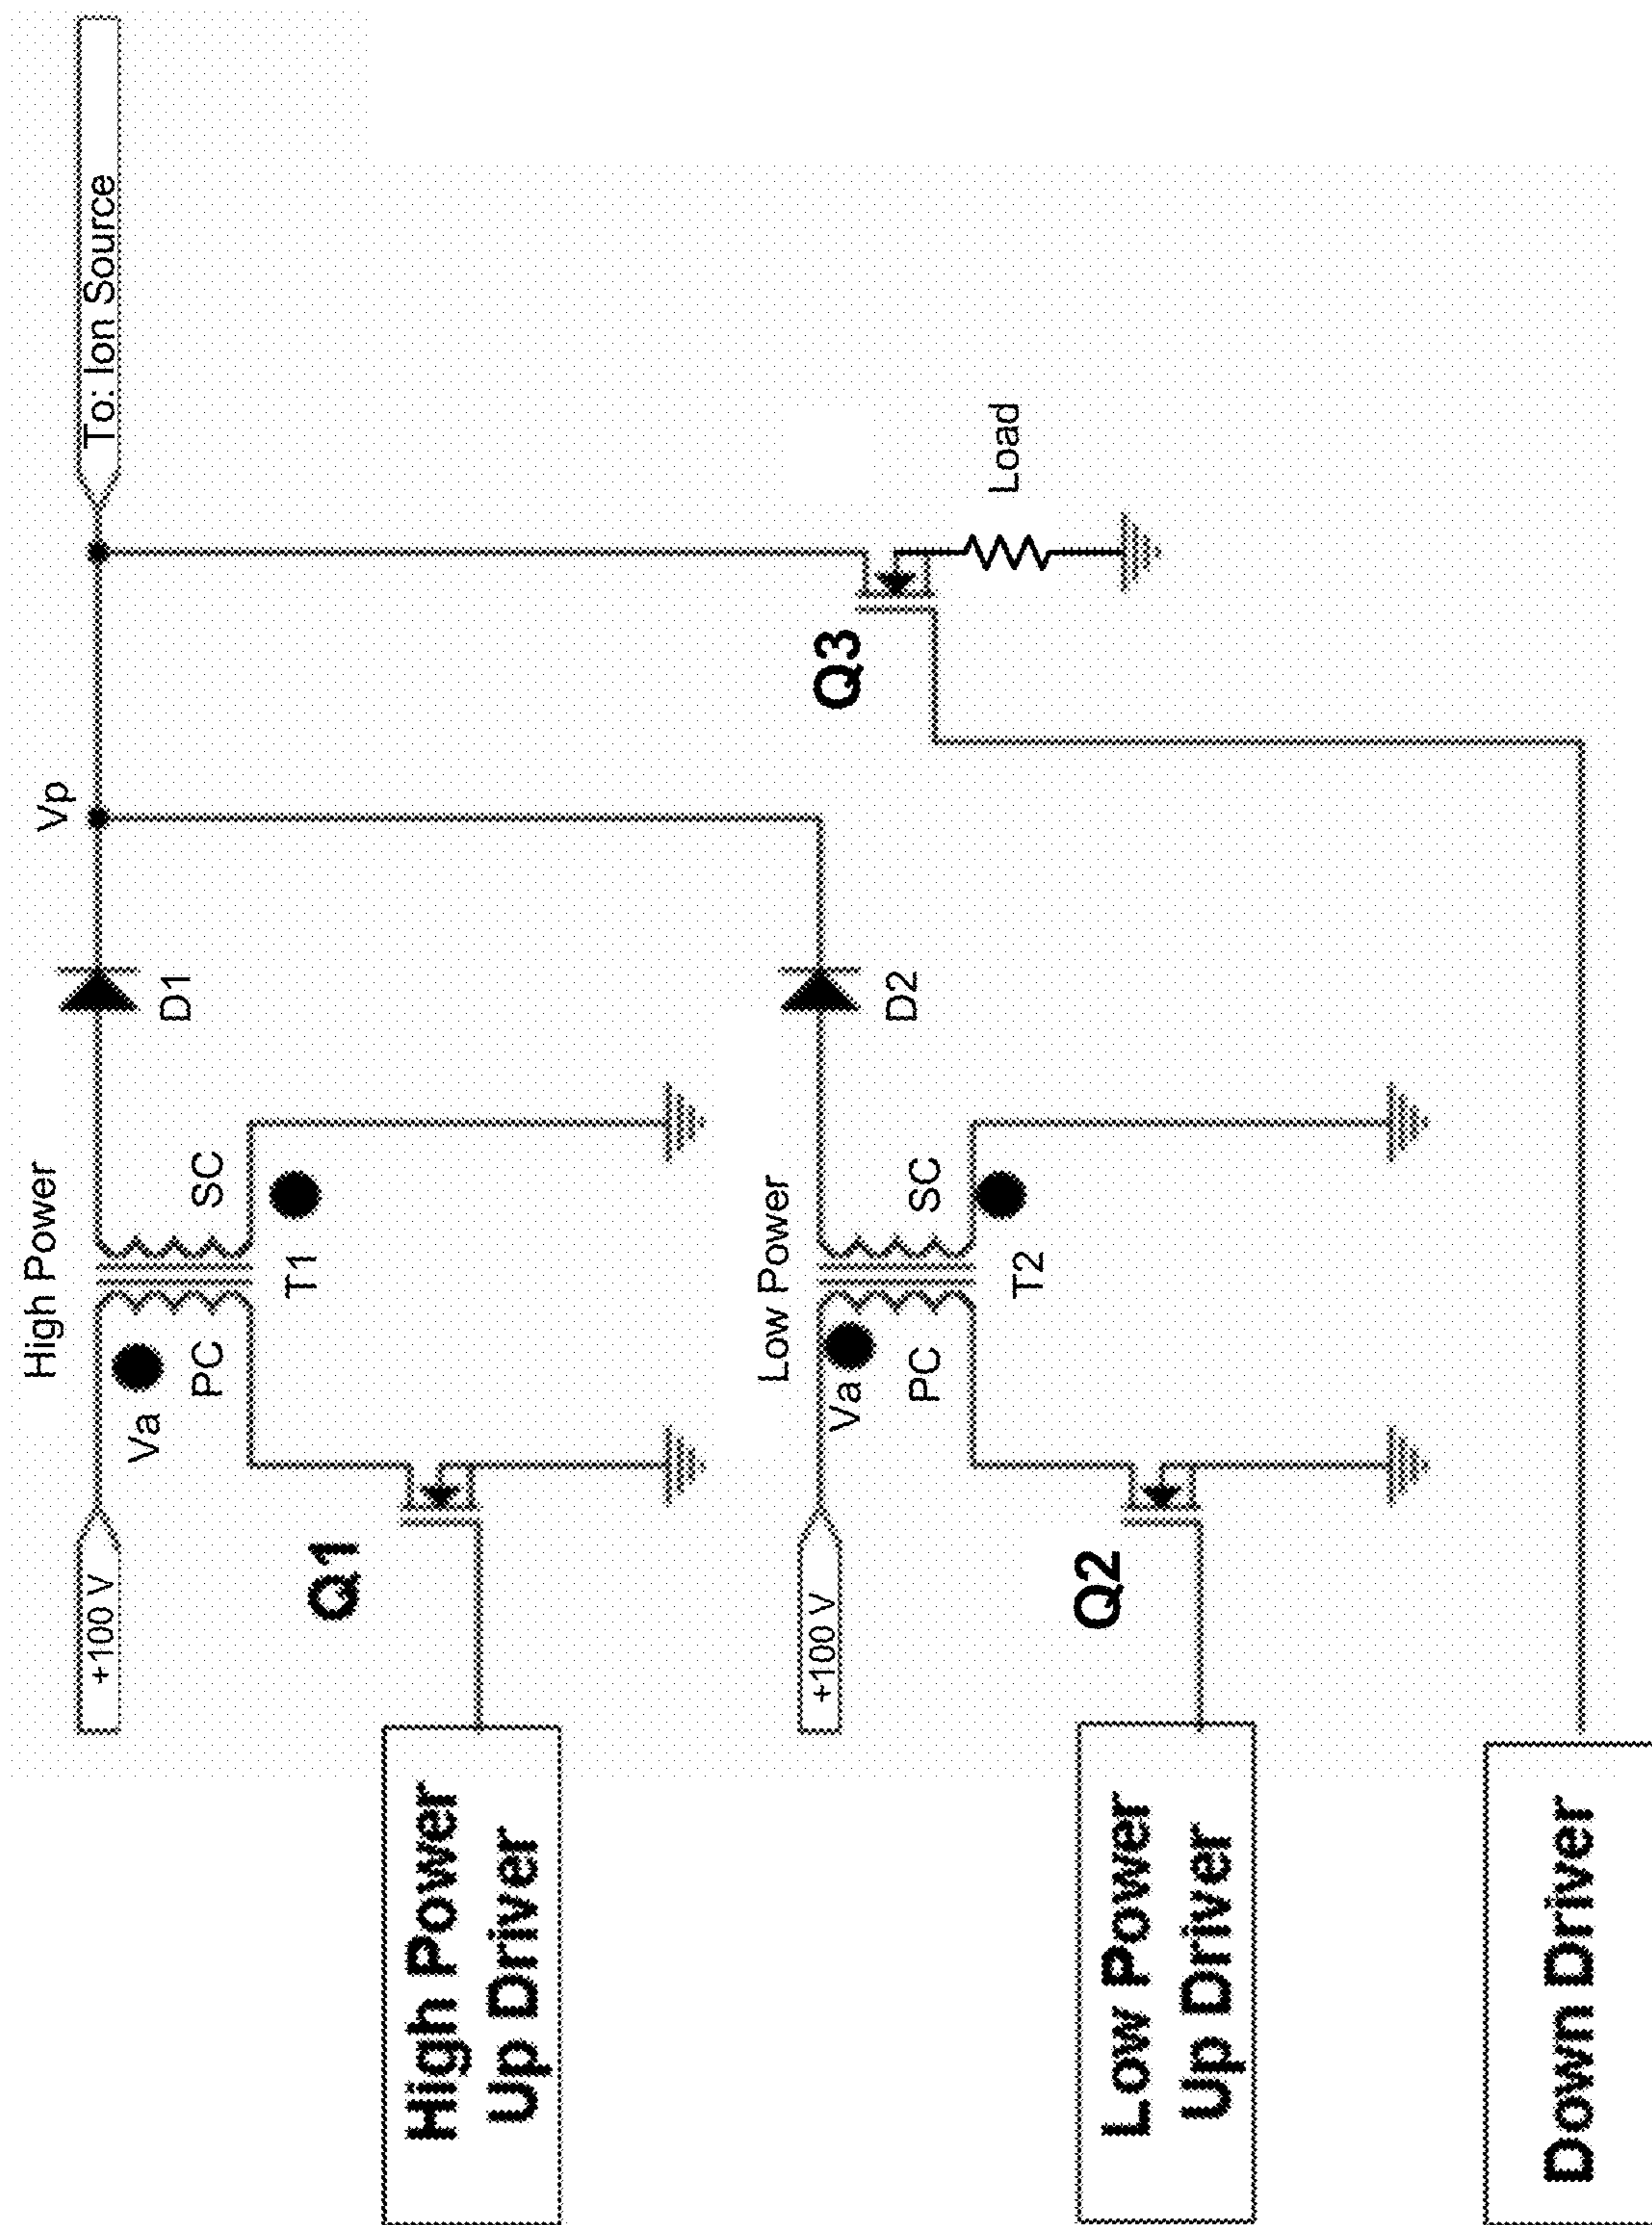 High Power
+100 V
Va
PC
SC
T1
D1
Vp
To: Ion Source
Q1
High Power
Up Driver
Low Power
+100 V
Va
PC
SC
T2
D2
Q2
Low Power
Up Driver
Q3
Load
Down Driver